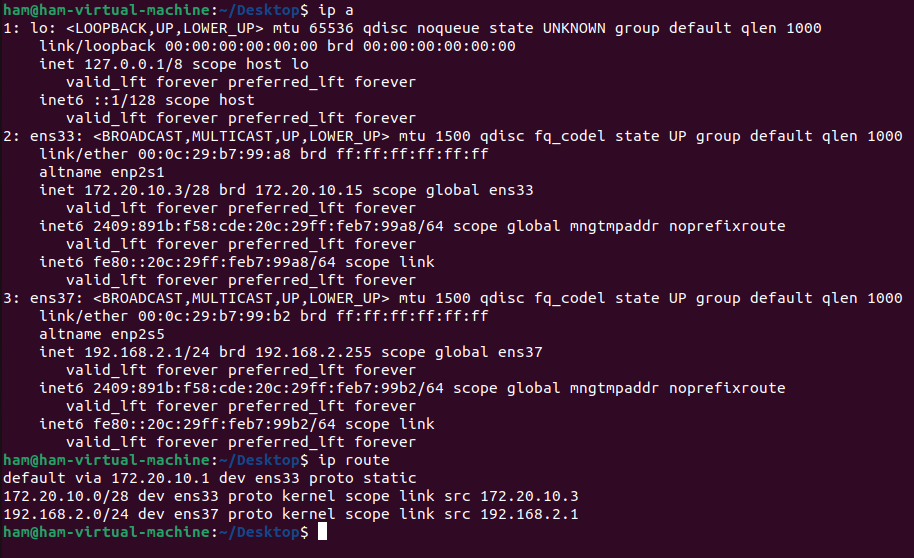 ham@ham-virtual-machine:~/Desktop$ ip a
1: lo: <LOOPBACK,UP,LOWER_UP> mtu 65536 qdisc noqueue state UNKNOWN group default qlen 1000
    link/loopback 00:00:00:00:00:00 brd 00:00:00:00:00:00
    inet 127.0.0.1/8 scope host lo
       valid_lft forever preferred_lft forever
    inet6 ::1/128 scope host
       valid_lft forever preferred_lft forever
2: ens33: <BROADCAST,MULTICAST,UP,LOWER_UP> mtu 1500 qdisc fq_codel state UP group default qlen 1000
    link/ether 00:0c:29:b7:99:a8 brd ff:ff:ff:ff:ff:ff
    altname enp2s1
    inet 172.20.10.3/28 brd 172.20.10.15 scope global ens33
       valid_lft forever preferred_lft forever
    inet6 2409:891b:f58:cde:20c:29ff:feb7:99a8/64 scope global mngtmpaddr noprefixroute
       valid_lft forever preferred_lft forever
    inet6 fe80::20c:29ff:feb7:99a8/64 scope link
       valid_lft forever preferred_lft forever
3: ens37: <BROADCAST,MULTICAST,UP,LOWER_UP> mtu 1500 qdisc fq_codel state UP group default qlen 1000
    link/ether 00:0c:29:b7:99:b2 brd ff:ff:ff:ff:ff:ff
    altname enp2s5
    inet 192.168.2.1/24 brd 192.168.2.255 scope global ens37
       valid_lft forever preferred_lft forever
    inet6 2409:891b:f58:cde:20c:29ff:feb7:99b2/64 scope global mngtmpaddr noprefixroute
       valid_lft forever preferred_lft forever
    inet6 fe80::20c:29ff:feb7:99b2/64 scope link
       valid_lft forever preferred_lft forever
ham@ham-virtual-machine:~/Desktop$ ip route
default via 172.20.10.1 dev ens33 proto static
172.20.10.0/28 dev ens33 proto kernel scope link src 172.20.10.3
192.168.2.0/24 dev ens37 proto kernel scope link src 192.168.2.1
ham@ham-virtual-machine:~/Desktop$